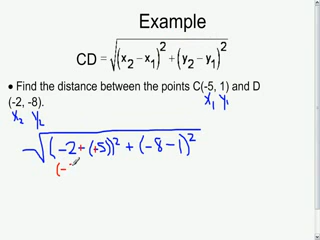 Example
CD = √(x₂ − x₁)² + (y₂ − y₁)²
• Find the distance between the points C(-5, 1) and D
(-2, -8).
x₁ y₁
x₂ y₂
√(-2 + (+5))² + (-8 - 1)²
(-